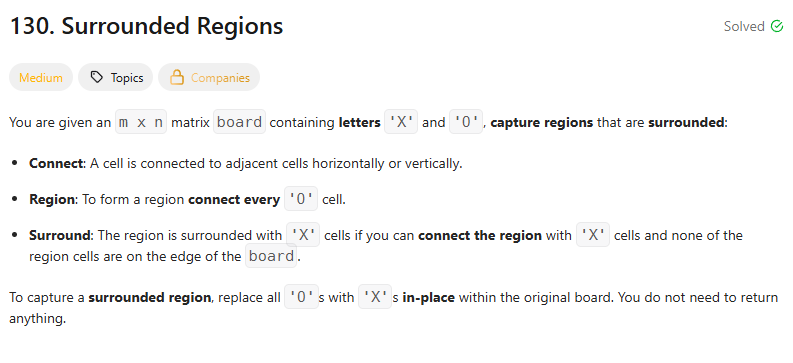 130. Surrounded Regions
Solved
Medium Topics Companies
You are given an m x n matrix board containing letters 'X' and 'O', capture regions that are surrounded:
• Connect: A cell is connected to adjacent cells horizontally or vertically.
• Region: To form a region connect every 'O' cell.
• Surround: The region is surrounded with 'X' cells if you can connect the region with 'X' cells and none of the
region cells are on the edge of the board.
To capture a surrounded region, replace all 'O's with 'X's in-place within the original board. You do not need to return
anything.